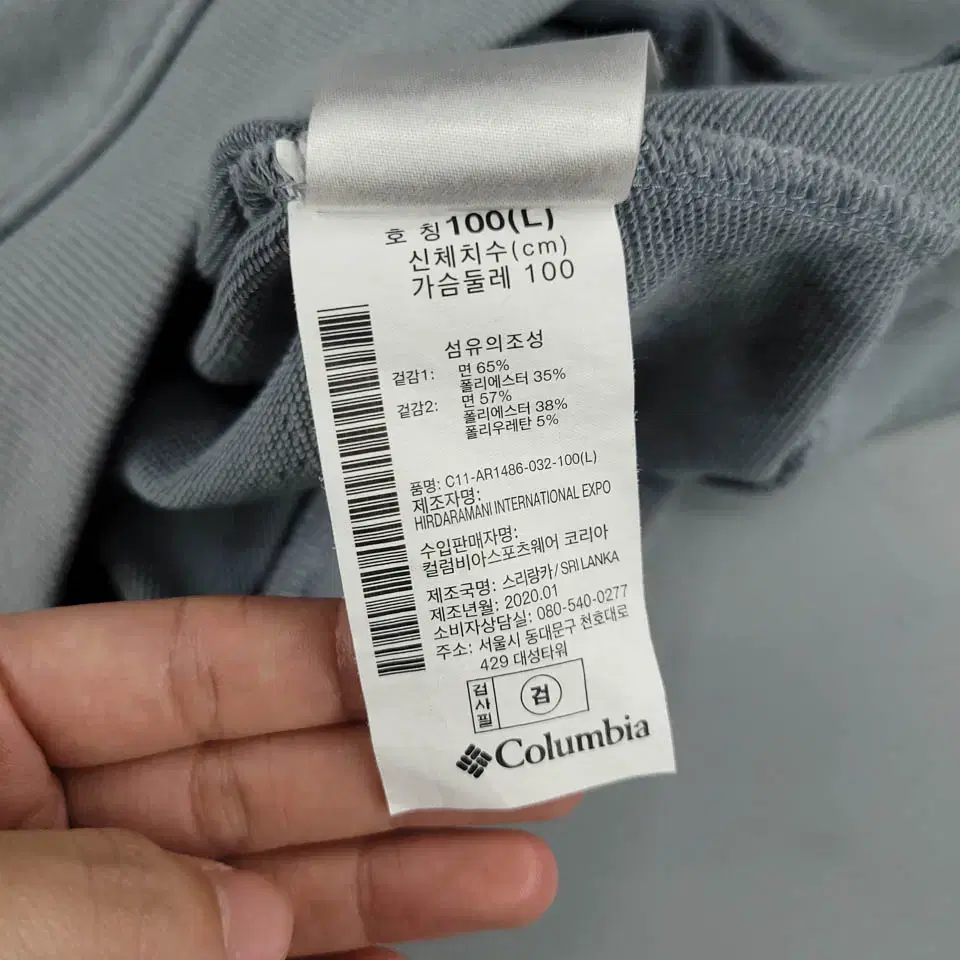 호 칭 100(L)
신체치수(cm)
가슴둘레 100
섬유의조성
겉감1: 면 65%
폴리에스터 35%
겉감2: 면 57%
폴리에스터 38%
폴리우레탄 5%
품명: C11-AR1486-032-100(L)
제조자명:
HIRDARAMANI INTERNATIONAL EXPO
수입판매자명:
컬럼비아스포츠웨어 코리아
제조국명: 스리랑카/SRI LANKA
제조년월: 2020.01
소비자상담실: 080-540-0277
주소: 서울시 동대문구 천호대로
429 대성타워
검사필 검
Columbia